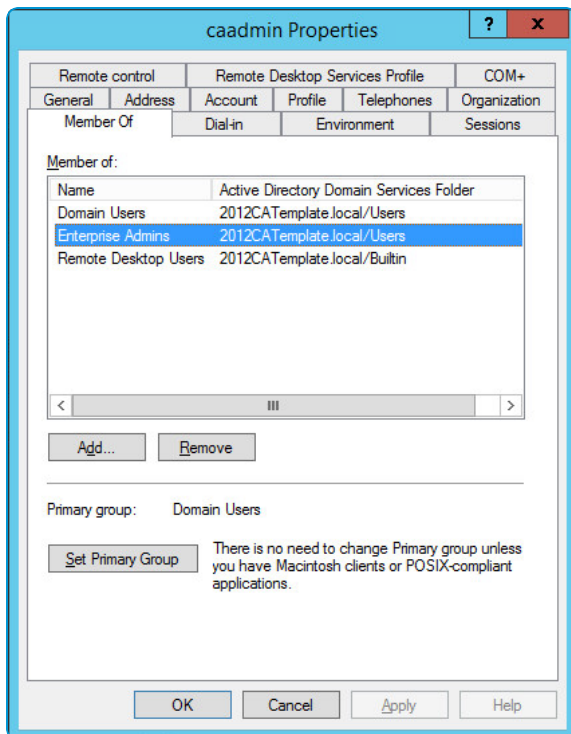 caadmin Properties
? x
Remote control Remote Desktop Services Profile COM+
General Address Account Profile Telephones Organization
Member Of Dial-in Environment Sessions
Member of:
Name Active Directory Domain Services Folder
Domain Users 2012CATemplate.local/Users
Enterprise Admins 2012CATemplate.local/Users
Remote Desktop Users 2012CATemplate.local/Builtin
Add... Remove
Primary group: Domain Users
Set Primary Group
There is no need to change Primary group unless
you have Macintosh clients or POSIX-compliant
applications.
OK Cancel Apply Help